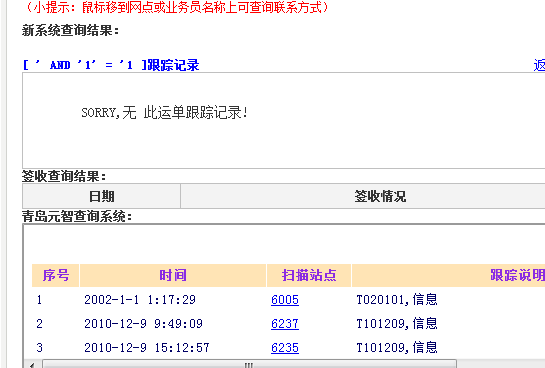 （小提示：鼠标移到网点或业务员名称上可查询联系方式）
新系统查询结果：
[ ' AND '1' = '1 ]跟踪记录 返
SORRY,无 此运单跟踪记录!
签收查询结果：
日期 签收情况
青岛元智查询系统：
序号 时间 扫描站点 跟踪说明
1 2002-1-1 1:17:29 6005 T020101,信息
2 2010-12-9 9:49:09 6237 T101209,信息
3 2010-12-9 15:12:57 6235 T101209,信息